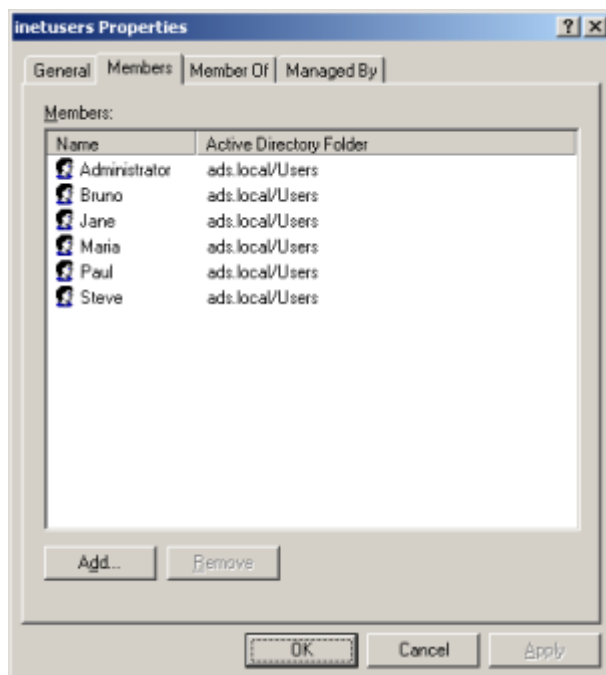 inetusers Properties
General Members Member Of Managed By
Members:
Name Active Directory Folder
Administrator ads.local/Users
Bruno ads.local/Users
Jane ads.local/Users
Maria ads.local/Users
Paul ads.local/Users
Steve ads.local/Users
Add... Remove
OK Cancel Apply